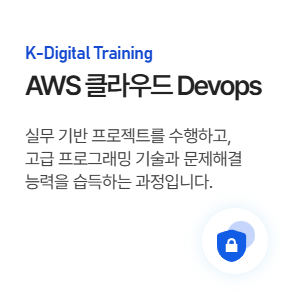 K-Digital Training
AWS 클라우드 Devops
실무 기반 프로젝트를 수행하고,
고급 프로그래밍 기술과 문제해결
능력을 습득하는 과정입니다.